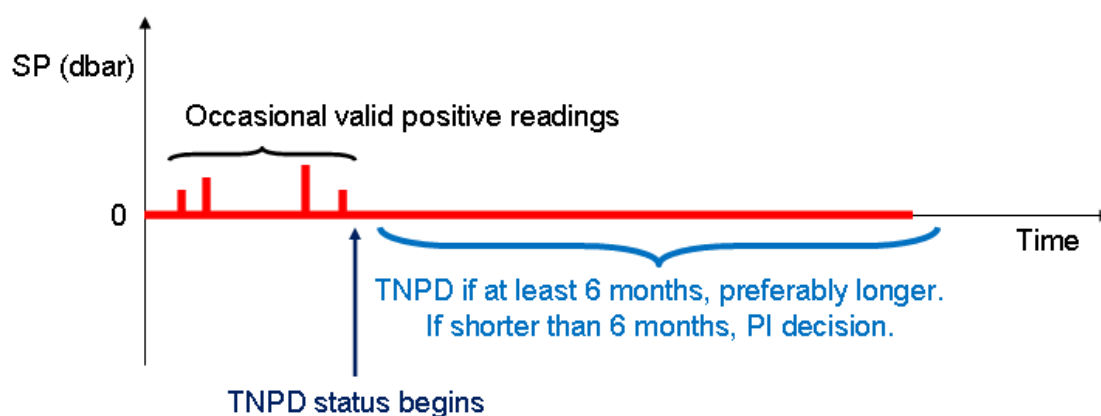 SP (dbar)
Occasional valid positive readings
0
Time
TNPD if at least 6 months, preferably longer.
If shorter than 6 months, PI decision.
TNPD status begins